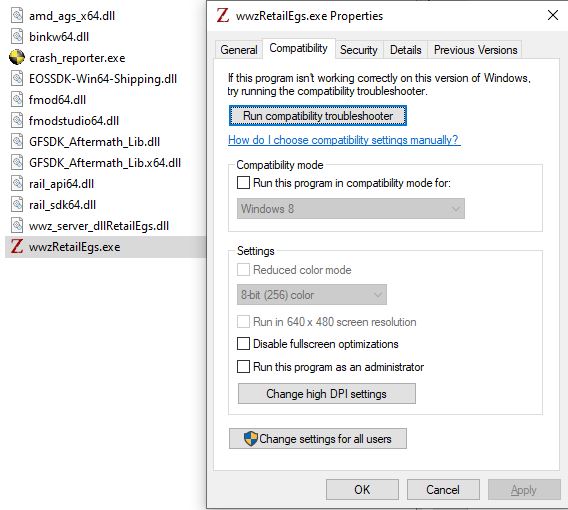 amd_ags_x64.dll
binkw64.dll
crash_reporter.exe
EOSSDK-Win64-Shipping.dll
fmod64.dll
fmodstudio64.dll
GFSDK_Aftermath_Lib.dll
GFSDK_Aftermath_Lib.x64.dll
rail_api64.dll
rail_sdk64.dll
wwz_server_dllRetailEgs.dll
wwzRetailEgs.exe
wwzRetailEgs.exe Properties
General Compatibility Security Details Previous Versions
If this program isn't working correctly on this version of Windows,
try running the compatibility troubleshooter.
Run compatibility troubleshooter
How do I choose compatibility settings manually?
Compatibility mode
Run this program in compatibility mode for:
Windows 8
Settings
Reduced color mode
8-bit (256) color
Run in 640 x 480 screen resolution
Disable fullscreen optimizations
Run this program as an administrator
Change high DPI settings
Change settings for all users
OK Cancel Apply